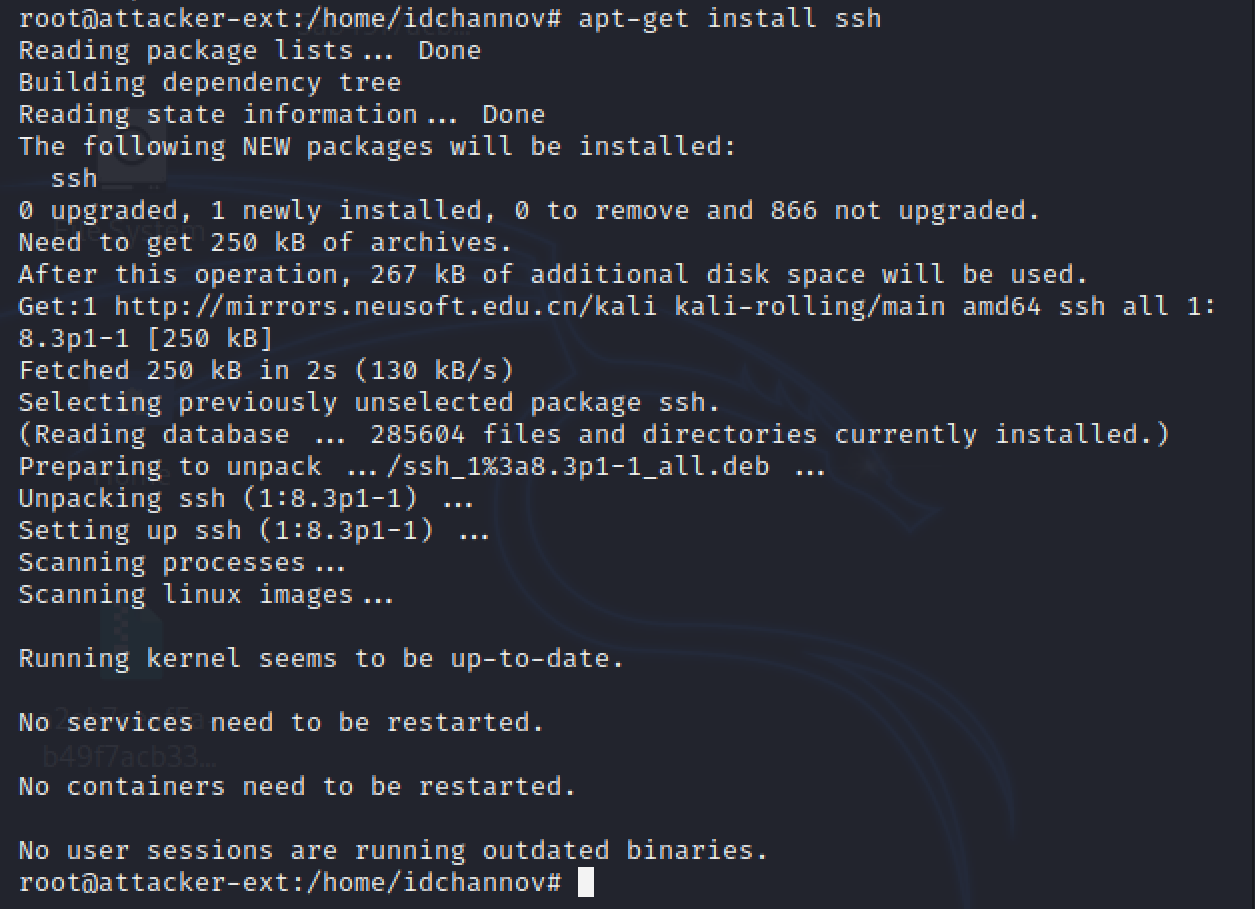 root@attacker-ext:/home/idchannov# apt-get install ssh
Reading package lists... Done
Building dependency tree
Reading state information... Done
The following NEW packages will be installed:
  ssh
0 upgraded, 1 newly installed, 0 to remove and 866 not upgraded.
Need to get 250 kB of archives.
After this operation, 267 kB of additional disk space will be used.
Get:1 http://mirrors.neusoft.edu.cn/kali kali-rolling/main amd64 ssh all 1:
8.3p1-1 [250 kB]
Fetched 250 kB in 2s (130 kB/s)
Selecting previously unselected package ssh.
(Reading database ... 285604 files and directories currently installed.)
Preparing to unpack .../ssh_1%3a8.3p1-1_all.deb ...
Unpacking ssh (1:8.3p1-1) ...
Setting up ssh (1:8.3p1-1) ...
Scanning processes...
Scanning linux images...
Running kernel seems to be up-to-date.
No services need to be restarted.
b49f7acb33...
No containers need to be restarted.
No user sessions are running outdated binaries.
root@attacker-ext:/home/idchannov#